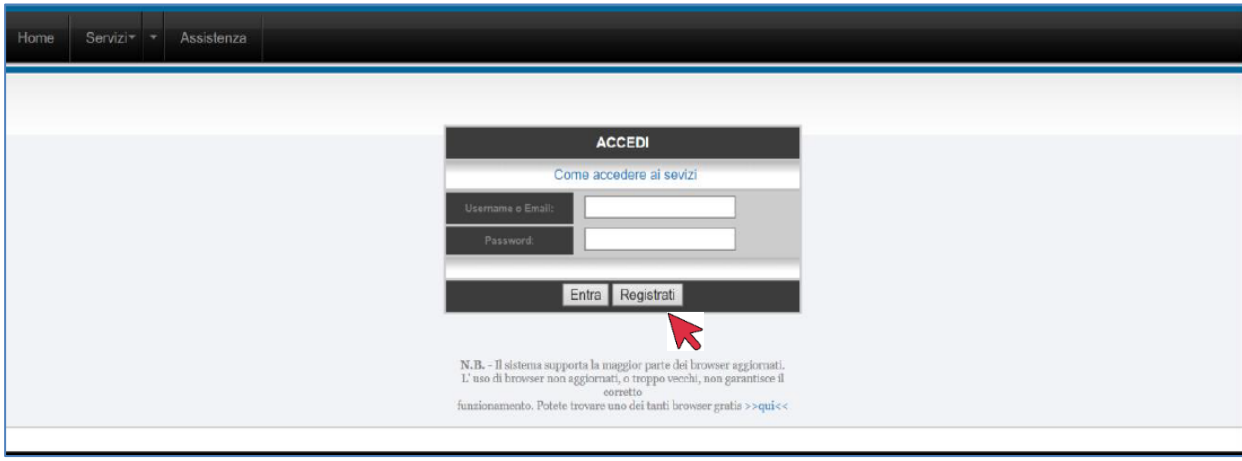 Home Servizi Assistenza
ACCEDI
Come accedere ai sevizi
Username o Email:
Password:
Entra Registrati
N.B. - Il sistema supporta la maggior parte dei browser aggiornati.
L' uso di browser non aggiornati, o troppo vecchi, non garantisce il
corretto
funzionamento. Potete trovare uno dei tanti browser gratis >>qui<<